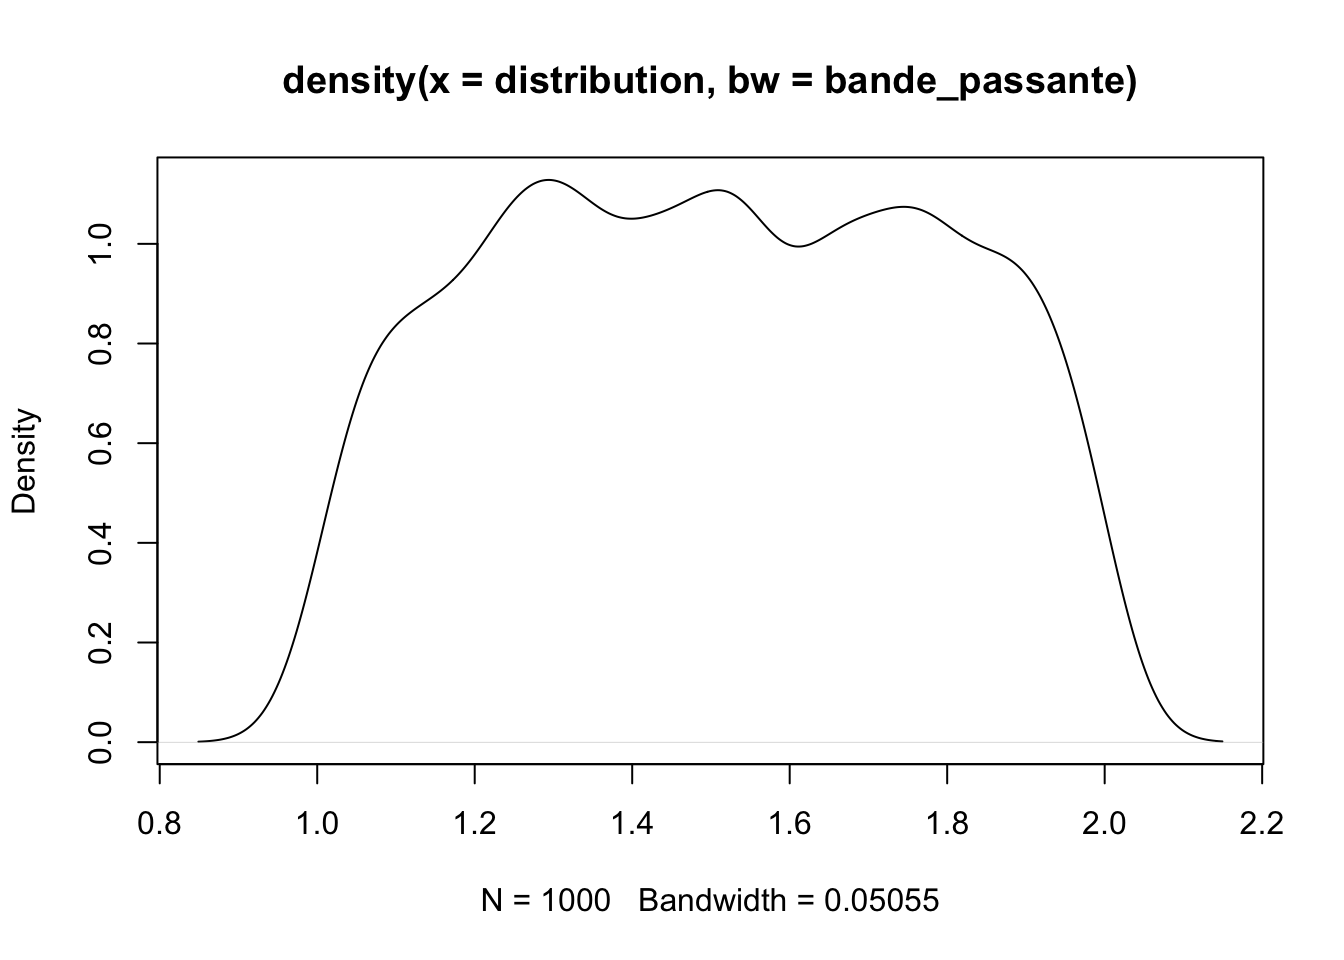 density(x = distribution, bw = bande_passante)
Density
1.0
0.8
0.6
0.4
0.2
0.0
0.8 1.0 1.2 1.4 1.6 1.8 2.0 2.2
N = 1000 Bandwidth = 0.05055